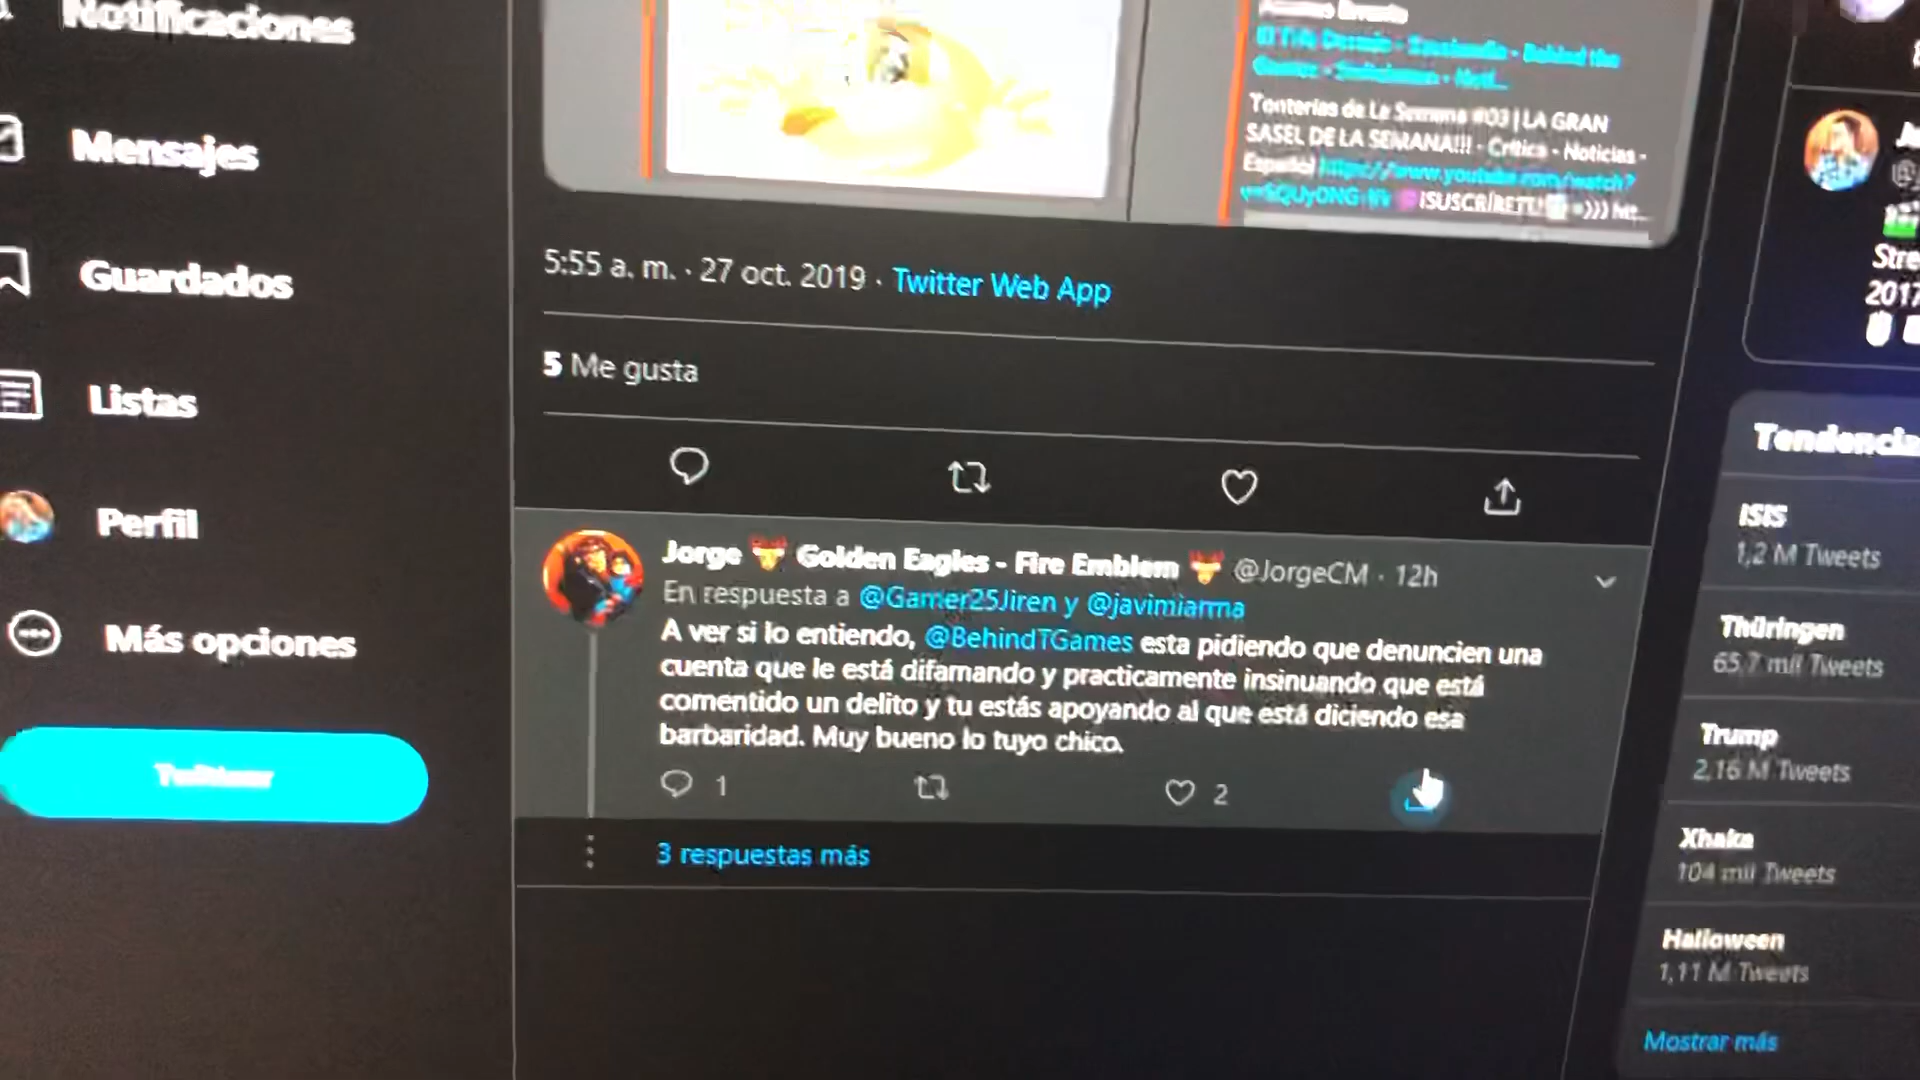 Notificaciones
Mensajes
Guardados
Listas
Perfil
Más opciones
Twittear
Tonterías de La Semana #03 | LA GRAN
SASEL DE LA SEMANA!!! - Crítica - Noticias -
Español https://www.youtube.com/watch?
¡SUSCRÍBETE!
5:55 a. m. · 27 oct. 2019 · Twitter Web App
5 Me gusta
Jorge Golden Eagles - Fire Emblem @JorgeCM · 12h
En respuesta a @Gamer25Jiren y @javimiarma
A ver si lo entiendo, @BehindTGames esta pidiendo que denuncien una
cuenta que le está difamando y practicamente insinuando que está
comentido un delito y tu estás apoyando al que está diciendo esa
barbaridad. Muy bueno lo tuyo chico.
1
2
3 respuestas más
Stre
2017
Tendencia
ISIS
1,2 M Tweets
Thüringen
65,7 mil Tweets
Trump
2,16 M Tweets
Xhaka
104 mil Tweets
Halloween
1,11 M Tweets
Mostrar más